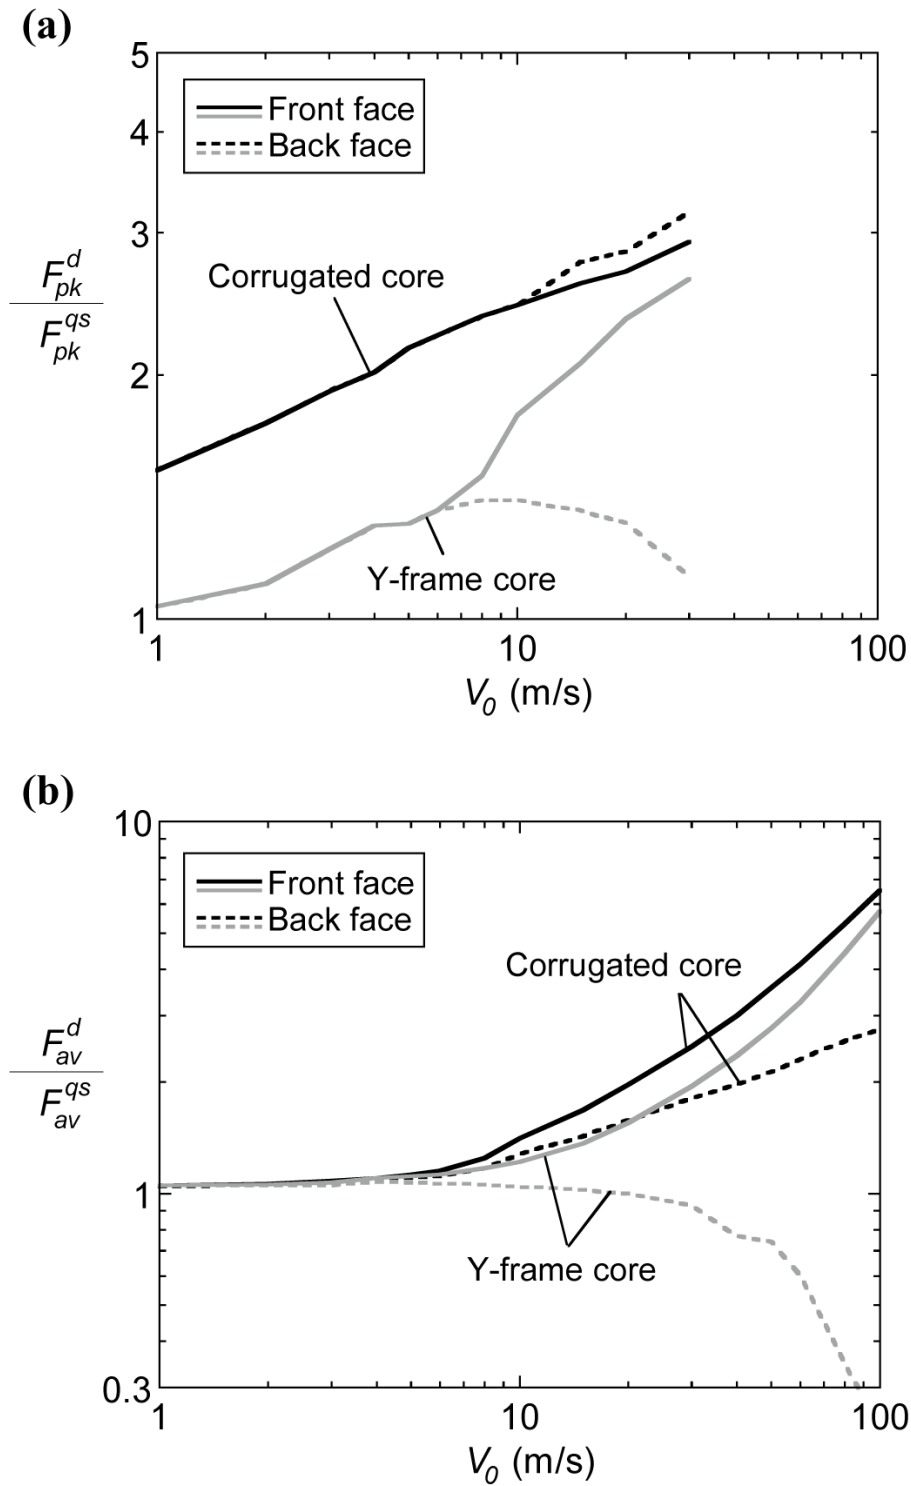 (a)
5
4
3
2
1
Front face
Back face
Corrugated core
Y-frame core
F^d_pk
F^qs_pk
1 10 100
V_0 (m/s)
(b)
10
1
0.3
Front face
Back face
Corrugated core
Y-frame core
F^d_av
F^qs_av
1 10 100
V_0 (m/s)